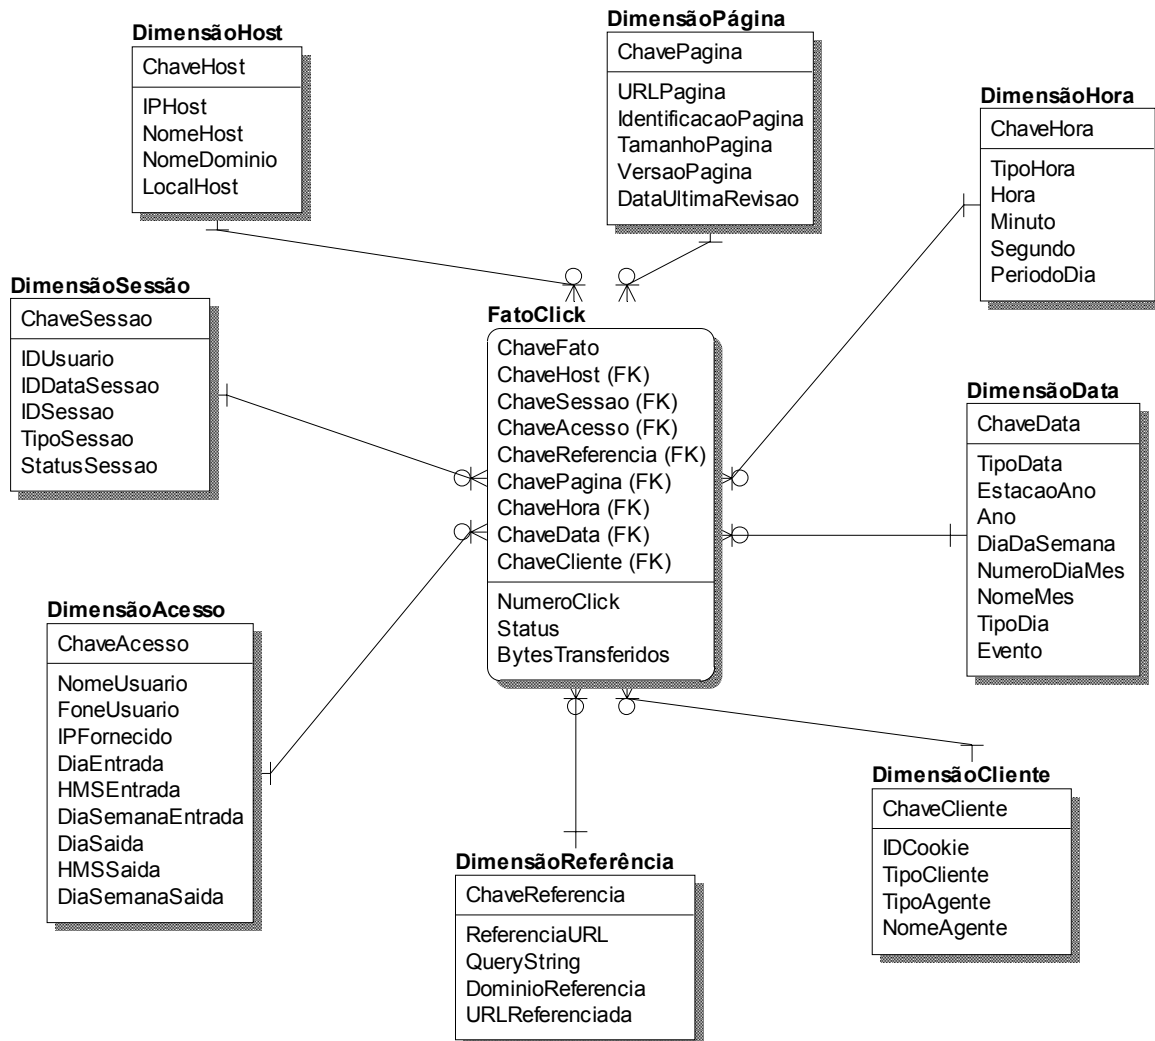 DimensãoHost
ChaveHost
IPHost
NomeHost
NomeDominio
LocalHost
DimensãoPágina
ChavePagina
URLPagina
IdentificacaoPagina
TamanhoPagina
VersaoPagina
DataUltimaRevisao
DimensãoHora
ChaveHora
TipoHora
Hora
Minuto
Segundo
PeriodoDia
DimensãoSessão
ChaveSessao
IDUsuario
IDDataSessao
IDSessao
TipoSessao
StatusSessao
FatoClick
ChaveFato
ChaveHost (FK)
ChaveSessao (FK)
ChaveAcesso (FK)
ChaveReferencia (FK)
ChavePagina (FK)
ChaveHora (FK)
ChaveData (FK)
ChaveCliente (FK)
NumeroClick
Status
BytesTransferidos
DimensãoData
ChaveData
TipoData
EstacaoAno
Ano
DiaDaSemana
NumeroDiaMes
NomeMes
TipoDia
Evento
DimensãoAcesso
ChaveAcesso
NomeUsuario
FoneUsuario
IPFornecido
DiaEntrada
HMSEntrada
DiaSemanaEntrada
DiaSaida
HMSSaida
DiaSemanaSaida
DimensãoReferência
ChaveReferencia
ReferenciaURL
QueryString
DominioReferencia
URLReferenciada
DimensãoCliente
ChaveCliente
IDCookie
TipoCliente
TipoAgente
NomeAgente